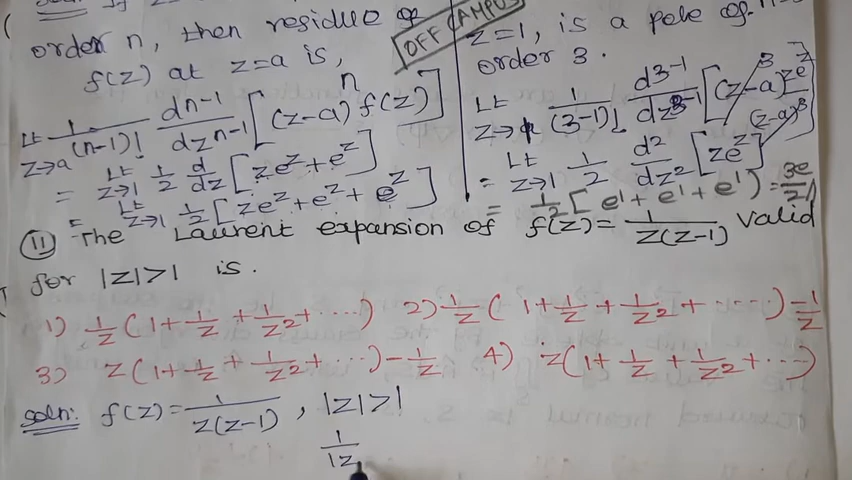 order n, then residue of
f(z) at z=a is,
Lt z→a 1/(n-1)! d^(n-1)/dz^(n-1) [(z-a)^n f(z)]
= Lt z→1 1/2 d/dz [ze^z + e^z]
= Lt z→1 1/2 [ze^z + e^z + e^z]
OFF CAMPUS
z=1, is a pole of
order 3.
Lt z→1 1/(3-1)! d^(3-1)/dz^(3-1) [(z-a)^3 ze^z/(z-a)^3]
= Lt z→1 1/2 d^2/dz^2 [ze^z]
= 1/2 [e^1 + e^1 + e^1] = 3e/2
(11) The Laurent expansion of f(z) = 1/(z(z-1)) valid
for |z|>1 is.
1) 1/z (1 + 1/z + 1/z^2 + ....) 2) 1/z (1 + 1/z + 1/z^2 + .....) - 1/z
3) z(1 + 1/z + 1/z^2 + ...) - 1/z 4) z(1 + 1/z + 1/z^2 + ...)
soln: f(z) = 1/(z(z-1)), |z|>1
1/|z